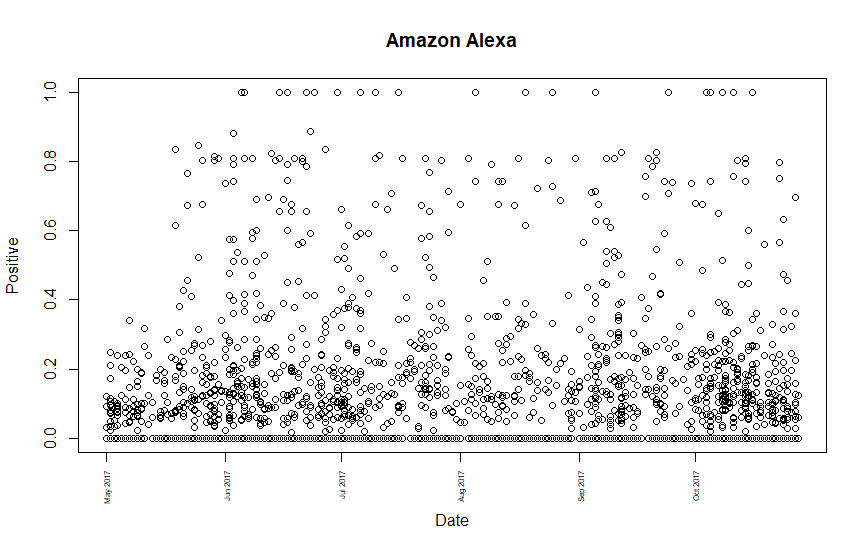 Amazon Alexa
Positive
1.0
0.8
0.6
0.4
0.2
0.0
May 2017
Jun 2017
Jul 2017
Aug 2017
Sep 2017
Oct 2017
Date